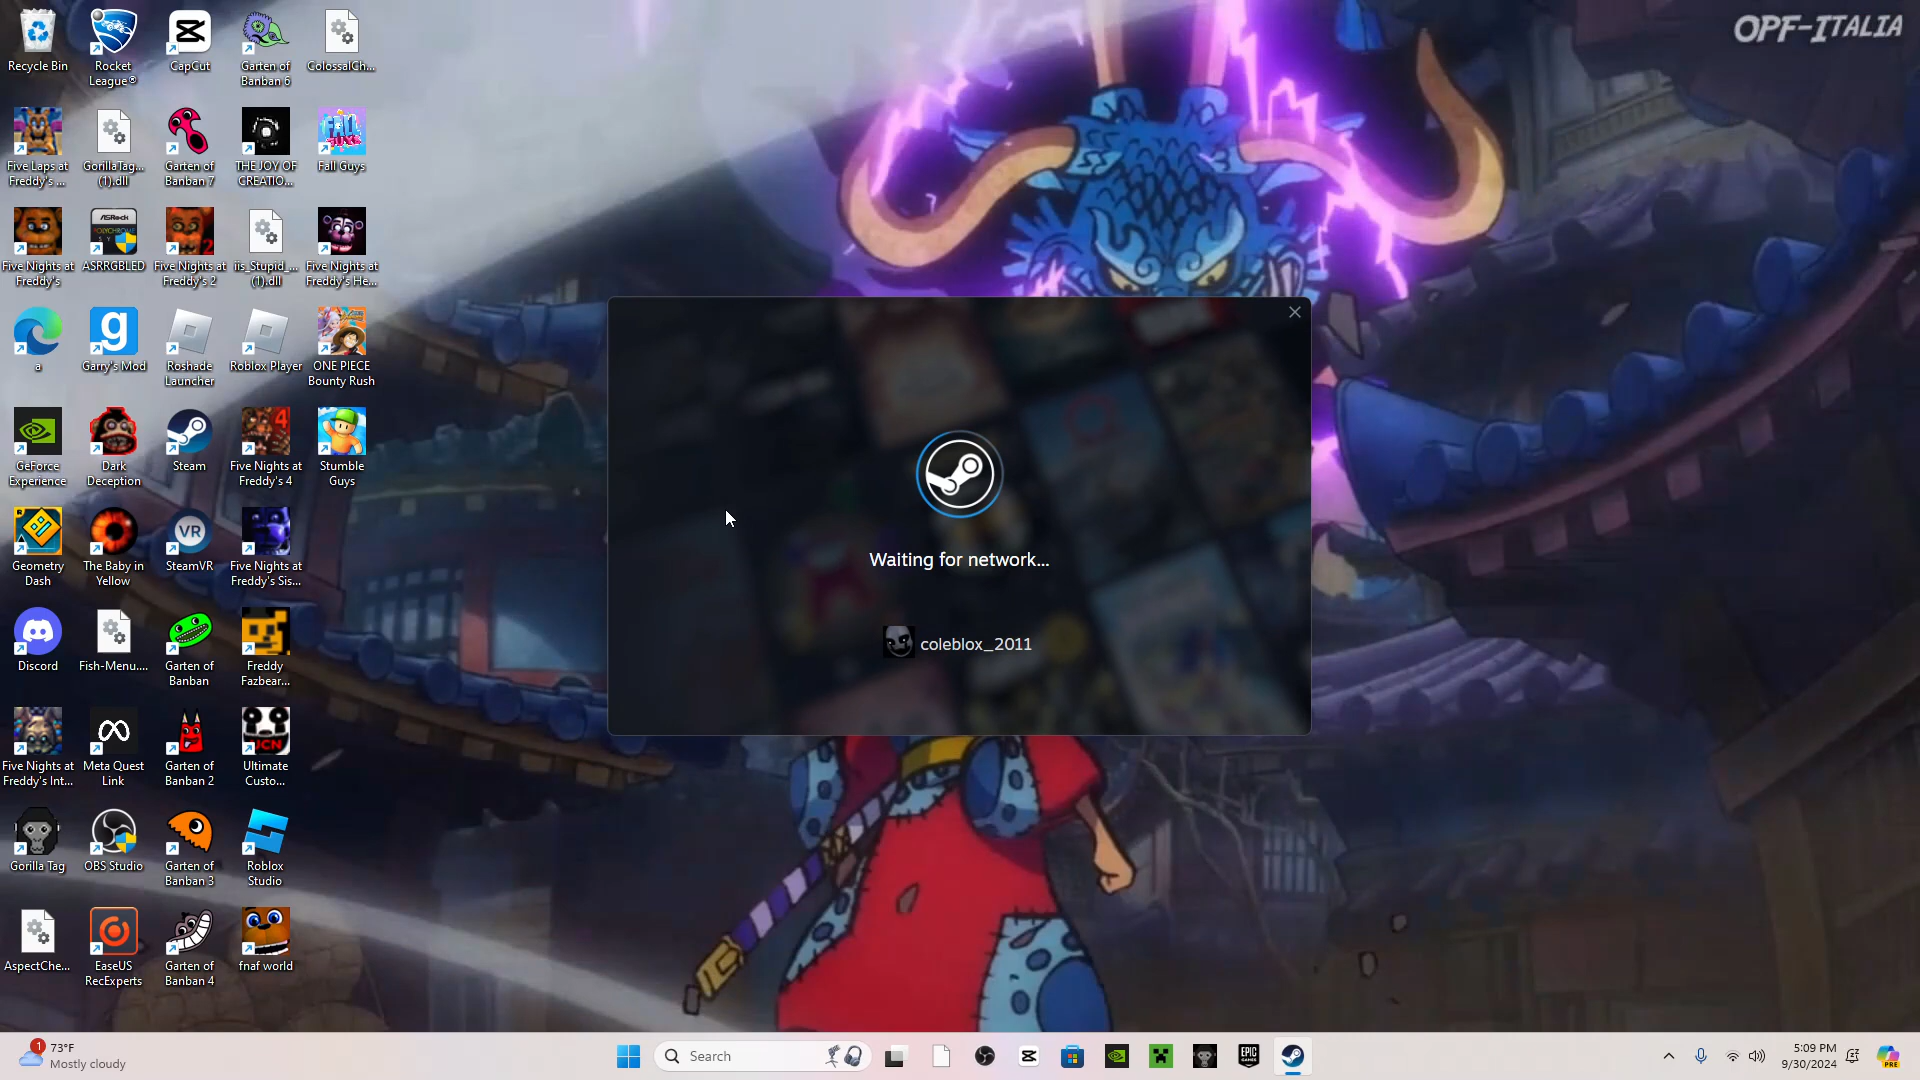 OPF-ITALIA
Recycle Bin
Rocket
League®
CapCut
Garten of
Banban 6
ColossalCh...
Five Laps at
Freddy's ...
GorillaTag...
(1).dll
Garten of
Banban 7
THE JOY OF
CREATIO...
Fall Guys
Five Nights at
Freddy's
ASRRGBLED
Five Nights at
Freddy's 2
iis_Stupid_...
(1).dll
Five Nights at
Freddy's He...
a
Garry's Mod
Roshade
Launcher
Roblox Player
ONE PIECE
Bounty Rush
GeForce
Experience
Dark
Deception
Steam
Five Nights at
Freddy's 4
Stumble
Guys
Geometry
Dash
The Baby in
Yellow
SteamVR
Five Nights at
Freddy's Sis...
Discord
Fish-Menu....
Garten of
Banban
Freddy
Fazbear...
Five Nights at
Freddy's Int...
Meta Quest
Link
Garten of
Banban 2
Ultimate
Custo...
Gorilla Tag
OBS Studio
Garten of
Banban 3
Roblox
Studio
AspectChe...
EaseUS
RecExperts
Garten of
Banban 4
fnaf world
Waiting for network...
coleblox_2011
1
73°F
Mostly cloudy
Search
EPIC
GAMES
5:09 PM
9/30/2024
PRE